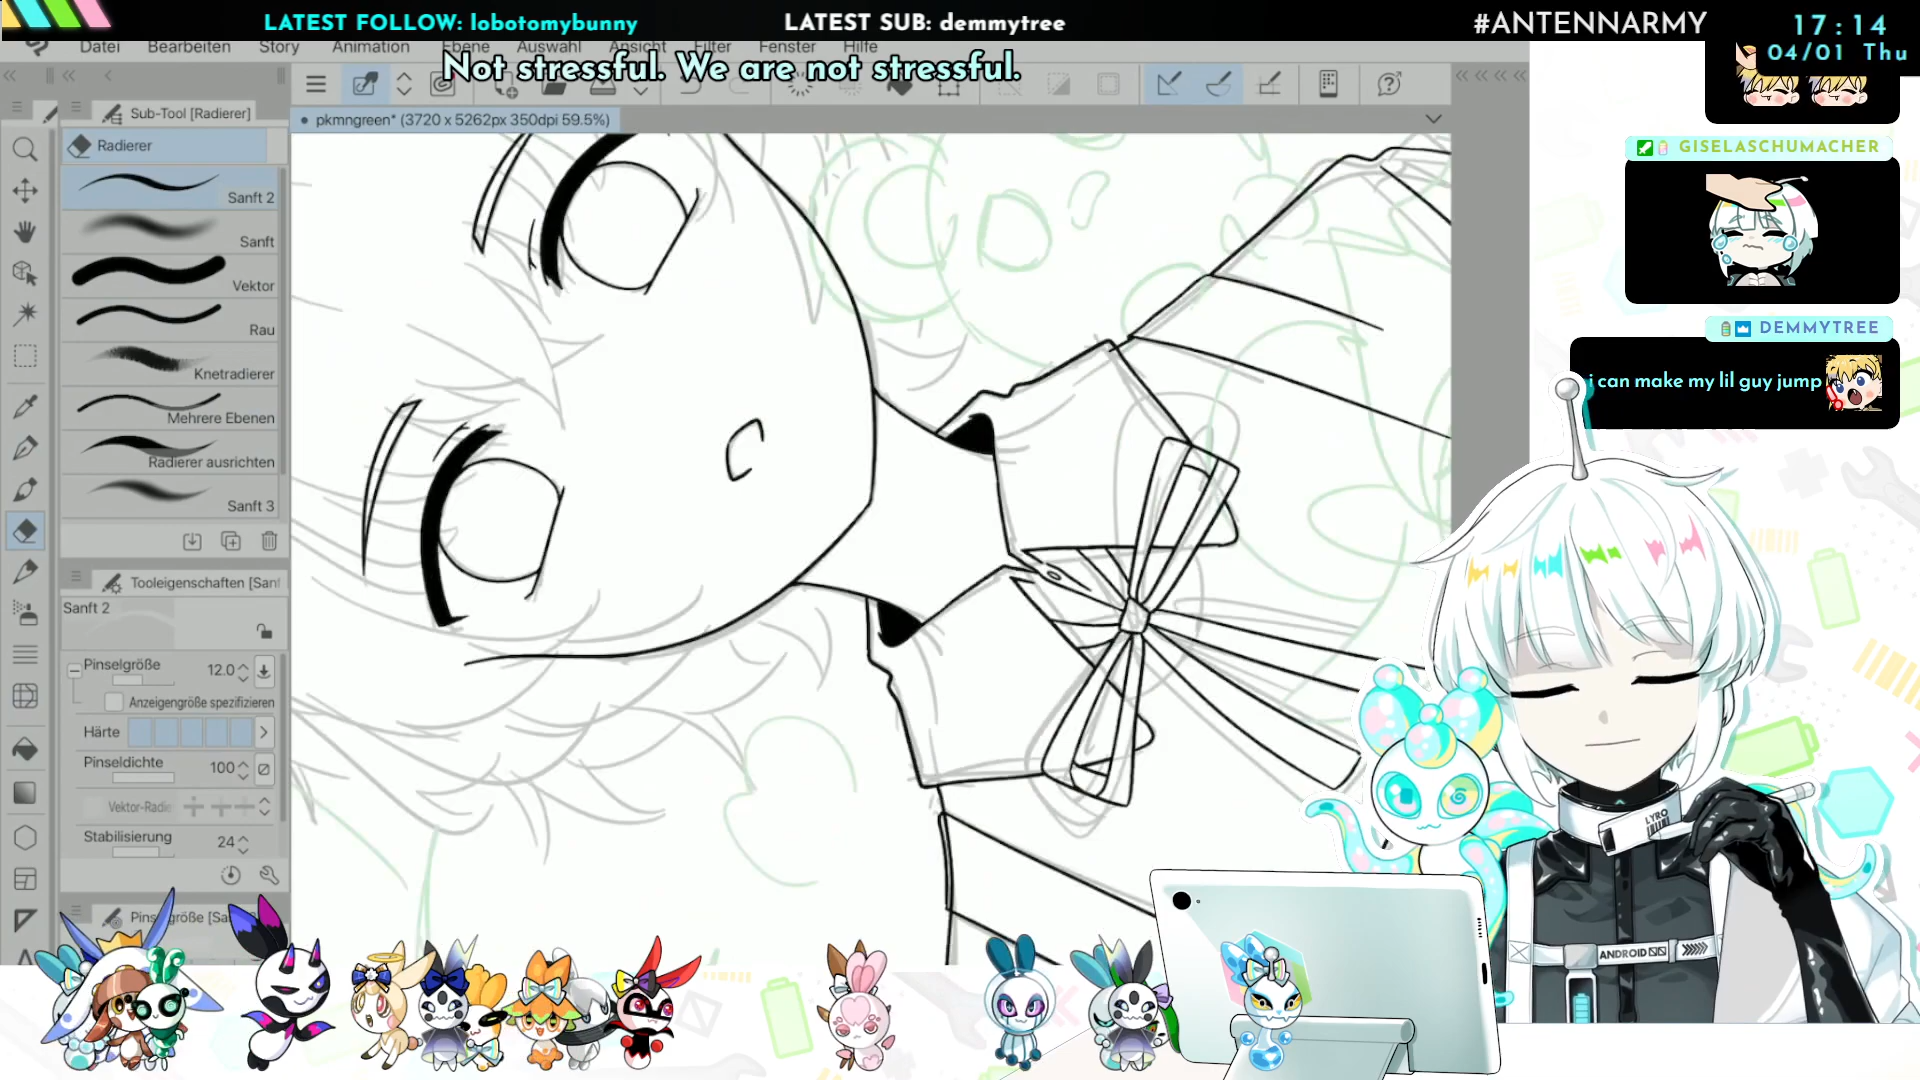 LATEST FOLLOW: lobotomybunny
LATEST SUB: demmytree
#ANTENNARMY
17:14
04/01 Thu
Datei Bearbeiten Story Animation Ebene Auswahl Ansicht Filter Fenster Hilfe
Not stressful. We are not stressful.
Sub-Tool [Radierer]
pkmngreen* (3720 x 5262px 350dpi 59.5%)
Radierer
Sanft 2
Sanft
Vektor
Rau
Knetradierer
Mehrere Ebenen
Radierer ausrichten
Sanft 3
Tooleigenschaften [Sanf
Sanft 2
Pinselgröße 12.0
Anzeigengröße spezifizieren
Härte
Pinseldichte 100
Vektor-Radie
Stabilisierung 24
GISELASCHUMACHER
DEMMYTREE
i can make my lil guy jump
LYRO
ANDROID